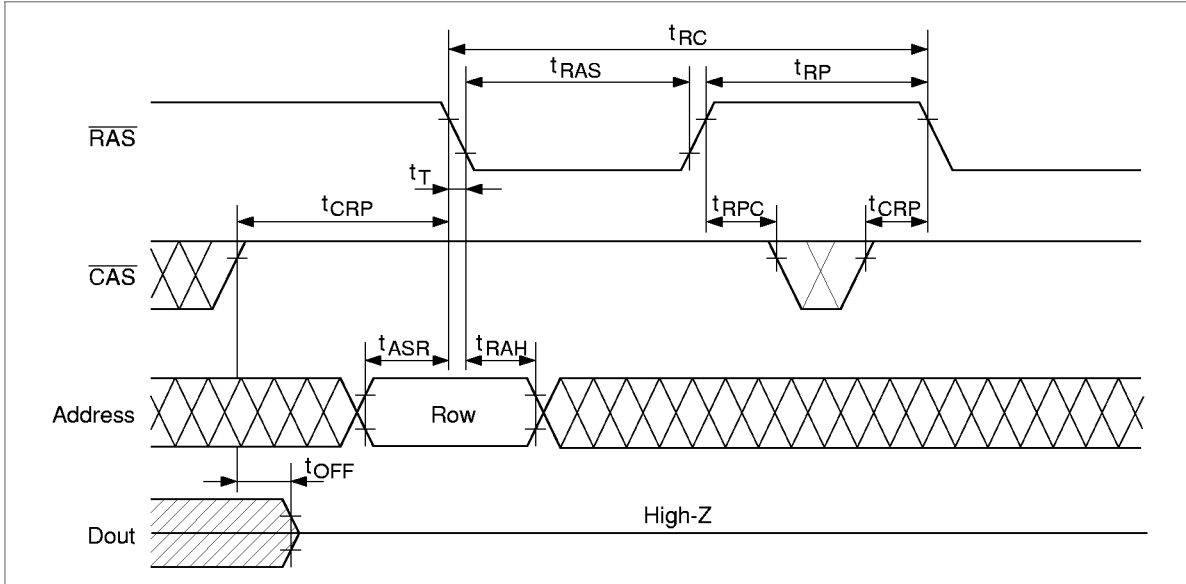 tRC
tRAS
tRP
RAS
tT
tCRP
tRPC
tCRP
CAS
tASR
tRAH
Address
Row
tOFF
High-Z
Dout